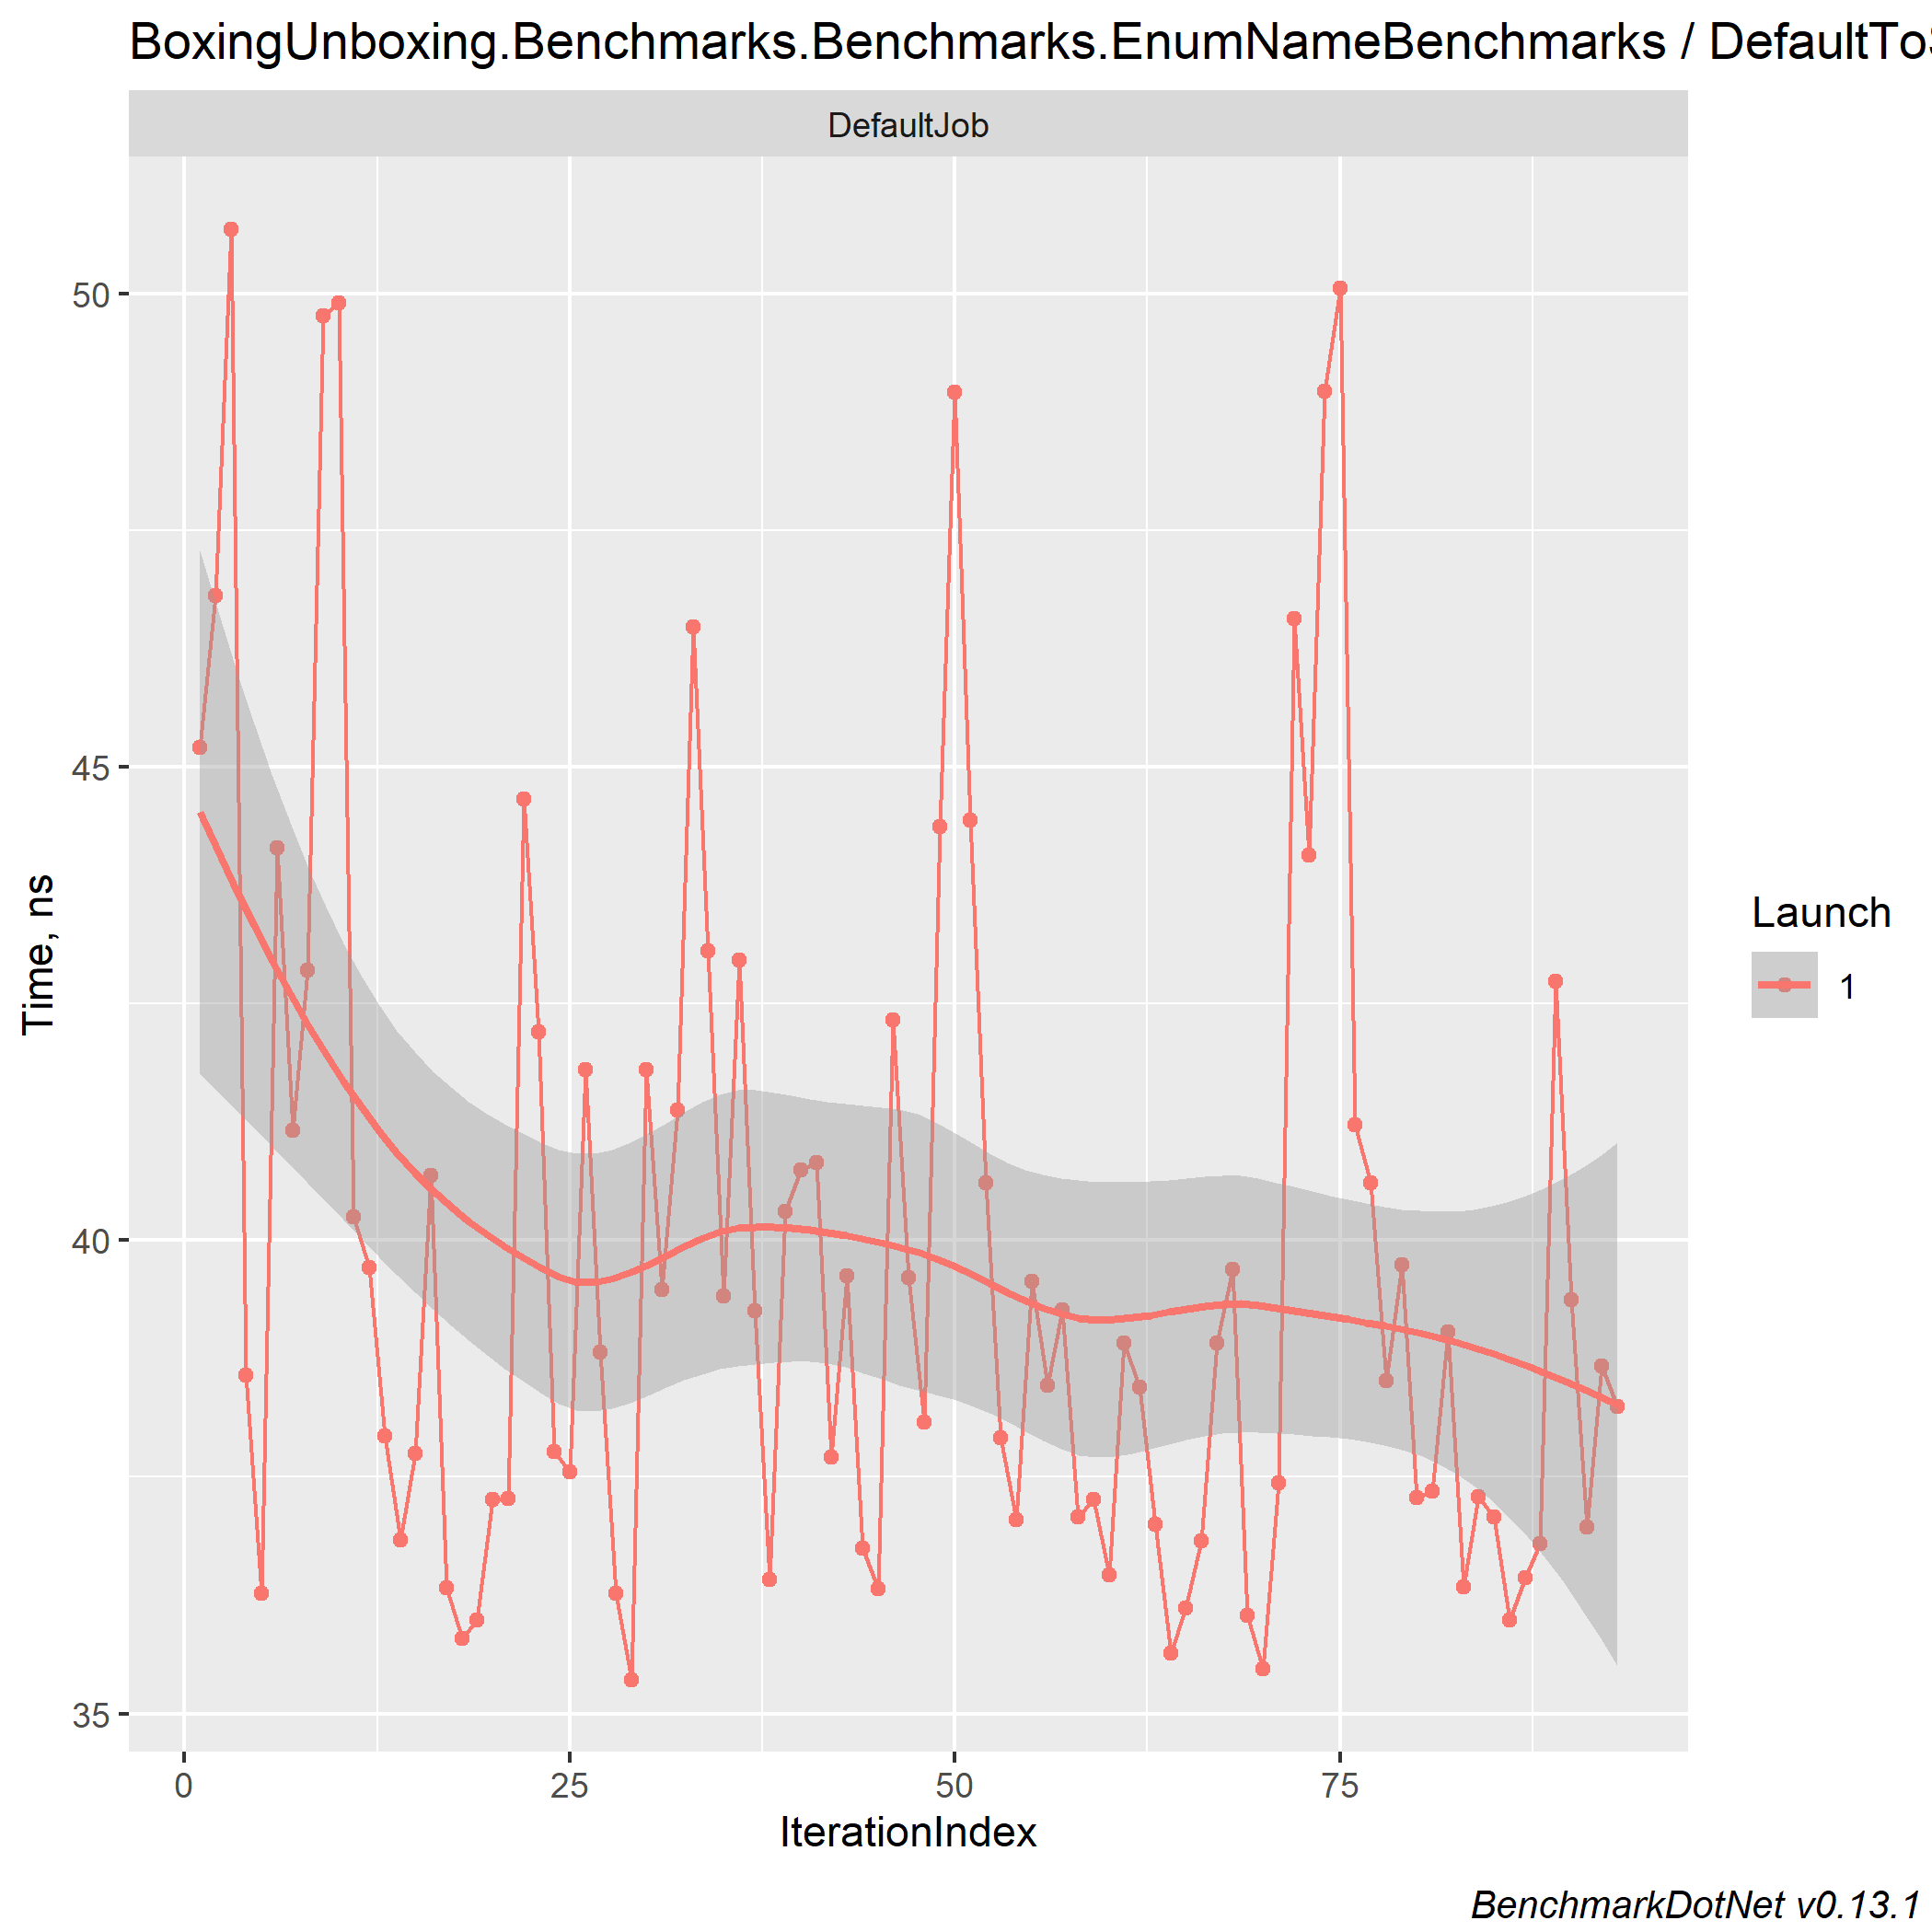 BoxingUnboxing.Benchmarks.Benchmarks.EnumNameBenchmarks / DefaultToS
DefaultJob
50
45
40
35
Time, ns
0 25 50 75
IterationIndex
Launch
1
BenchmarkDotNet v0.13.1